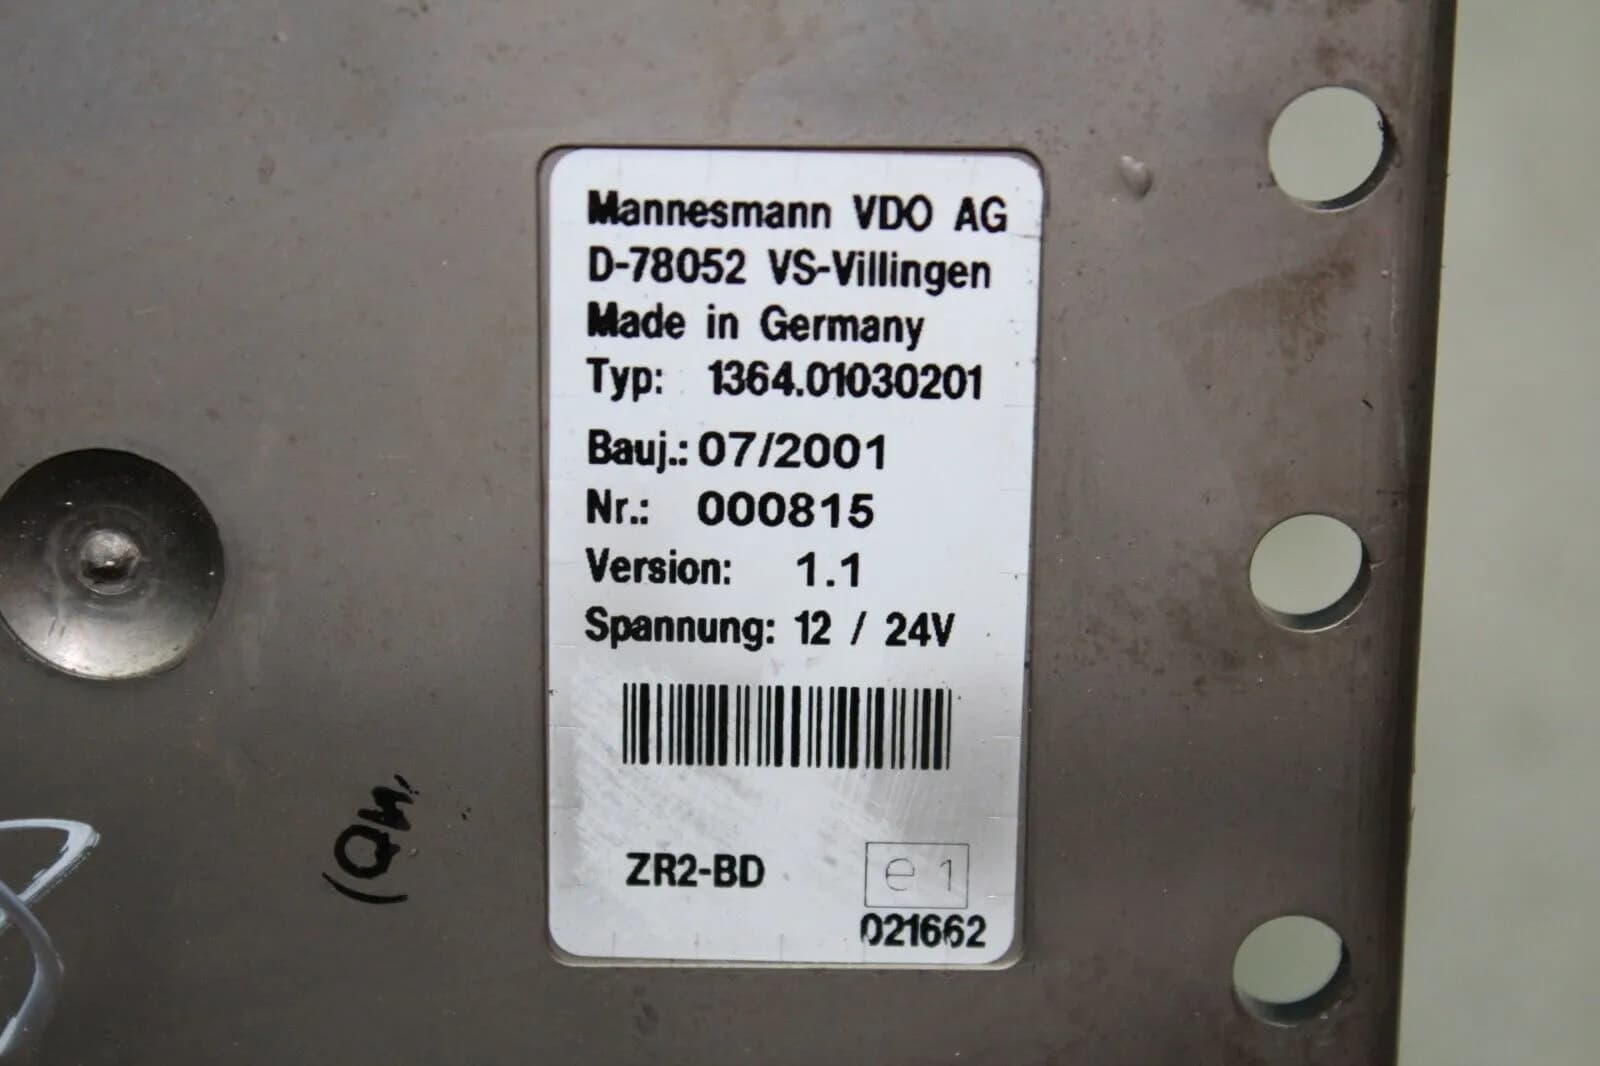 Mannesmann VDO AG
D-78052 VS-Villingen
Made in Germany
Typ: 1364.01030201
Bauj.: 07/2001
Nr.: 000815
Version: 1.1
Spannung: 12 / 24V
ZR2-BD
e 1
021662